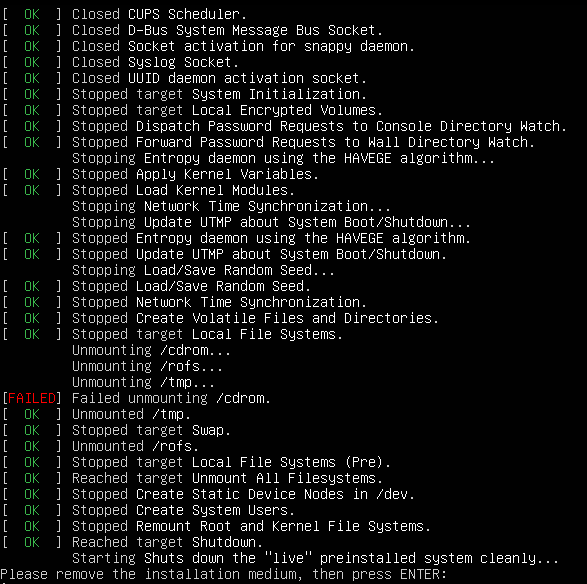 [  OK  ] Closed CUPS Scheduler.
[  OK  ] Closed D-Bus System Message Bus Socket.
[  OK  ] Closed Socket activation for snappy daemon.
[  OK  ] Closed Syslog Socket.
[  OK  ] Closed UUID daemon activation socket.
[  OK  ] Stopped target System Initialization.
[  OK  ] Stopped target Local Encrypted Volumes.
[  OK  ] Stopped Dispatch Password Requests to Console Directory Watch.
[  OK  ] Stopped Forward Password Requests to Wall Directory Watch.
         Stopping Entropy daemon using the HAVEGE algorithm...
[  OK  ] Stopped Apply Kernel Variables.
[  OK  ] Stopped Load Kernel Modules.
         Stopping Network Time Synchronization...
         Stopping Update UTMP about System Boot/Shutdown...
[  OK  ] Stopped Entropy daemon using the HAVEGE algorithm.
[  OK  ] Stopped Update UTMP about System Boot/Shutdown.
         Stopping Load/Save Random Seed...
[  OK  ] Stopped Load/Save Random Seed.
[  OK  ] Stopped Network Time Synchronization.
[  OK  ] Stopped Create Volatile Files and Directories.
[  OK  ] Stopped target Local File Systems.
         Unmounting /cdrom...
         Unmounting /rofs...
         Unmounting /tmp...
[FAILED] Failed unmounting /cdrom.
[  OK  ] Unmounted /tmp.
[  OK  ] Stopped target Swap.
[  OK  ] Unmounted /rofs.
[  OK  ] Stopped target Local File Systems (Pre).
[  OK  ] Reached target Unmount All Filesystems.
[  OK  ] Stopped Create Static Device Nodes in /dev.
[  OK  ] Stopped Create System Users.
[  OK  ] Stopped Remount Root and Kernel File Systems.
[  OK  ] Reached target Shutdown.
         Starting Shuts down the "live" preinstalled system cleanly...
Please remove the installation medium, then press ENTER: